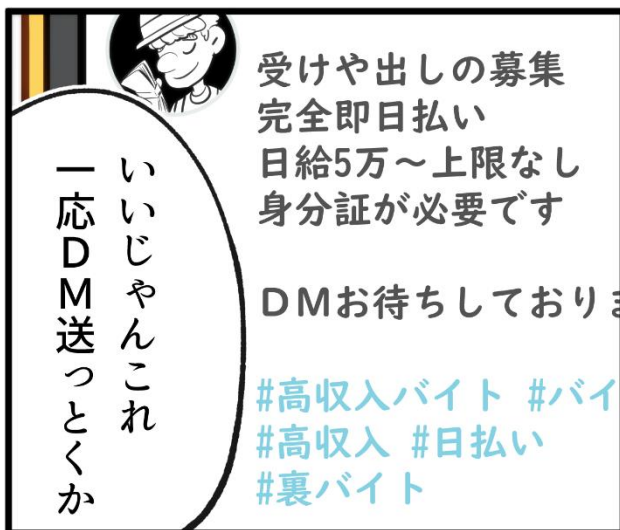 受けや出しの募集
完全即日払い
日給5万〜上限なし
身分証が必要です
DMお待ちしており
#高収入バイト #バイ
#高収入 #日払い
#裏バイト
いいじゃんこれ
一応DM送っとくか